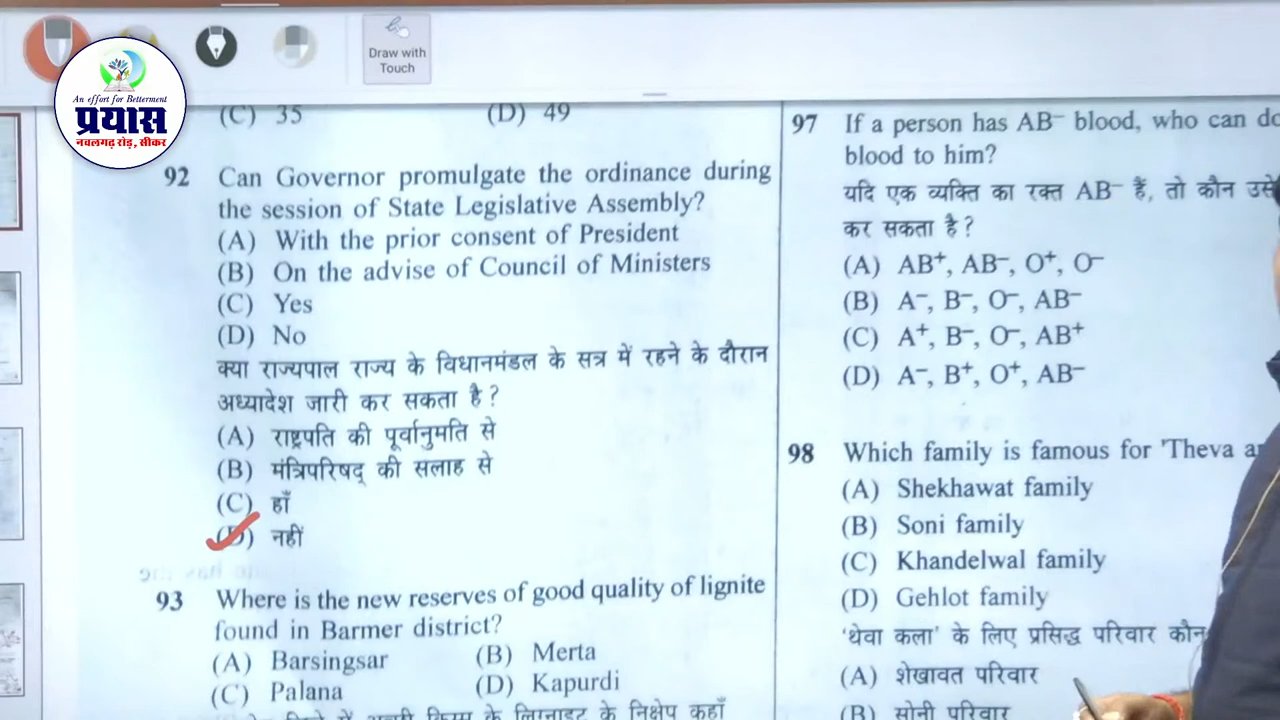 Draw with
Touch
An effort for Betterment
प्रयास
नवलगढ़ रोड़, सीकर
(C) 35 (D) 49
92 Can Governor promulgate the ordinance during
the session of State Legislative Assembly?
(A) With the prior consent of President
(B) On the advise of Council of Ministers
(C) Yes
(D) No
क्या राज्यपाल राज्य के विधानमंडल के सत्र में रहने के दौरान
अध्यादेश जारी कर सकता है?
(A) राष्ट्रपति की पूर्वानुमति से
(B) मंत्रिपरिषद् की सलाह से
(C) हाँ
(D) नहीं
93 Where is the new reserves of good quality of lignite
found in Barmer district?
(A) Barsingsar (B) Merta
(C) Palana (D) Kapurdi
के लिग्नाइट के निक्षेप कहाँ
97 If a person has AB⁻ blood, who can do
blood to him?
यदि एक व्यक्ति का रक्त AB⁻ हैं, तो कौन उसे
कर सकता है?
(A) AB⁺, AB⁻, O⁺, O⁻
(B) A⁻, B⁻, O⁻, AB⁻
(C) A⁺, B⁻, O⁻, AB⁺
(D) A⁻, B⁺, O⁺, AB⁻
98 Which family is famous for 'Theva
(A) Shekhawat family
(B) Soni family
(C) Khandelwal family
(D) Gehlot family
'थेवा कला' के लिए प्रसिद्ध परिवार कौन
(A) शेखावत परिवार
(B) सोनी परिवार